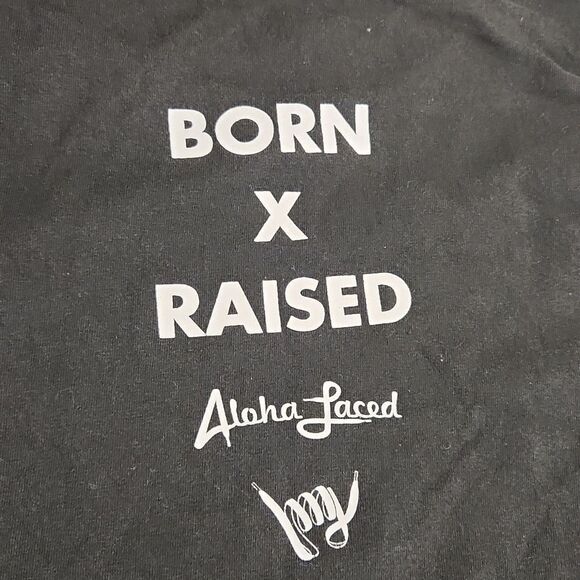 BORN
X
RAISED
Aloha Laced